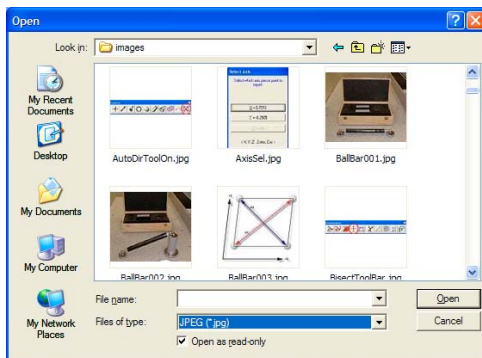 Open
Look in:
images
My Recent
Documents
Desktop
My Documents
My Computer
My Network
Places
AutoDirToolOn.jpg
AxisSel.jpg
BallBar001.jpg
BallBar002.jpg
BallBar003.jpg
BisectToolBar.jpg
File name:
Open
Files of type:
JPEG (*.jpg)
Cancel
Open as read-only